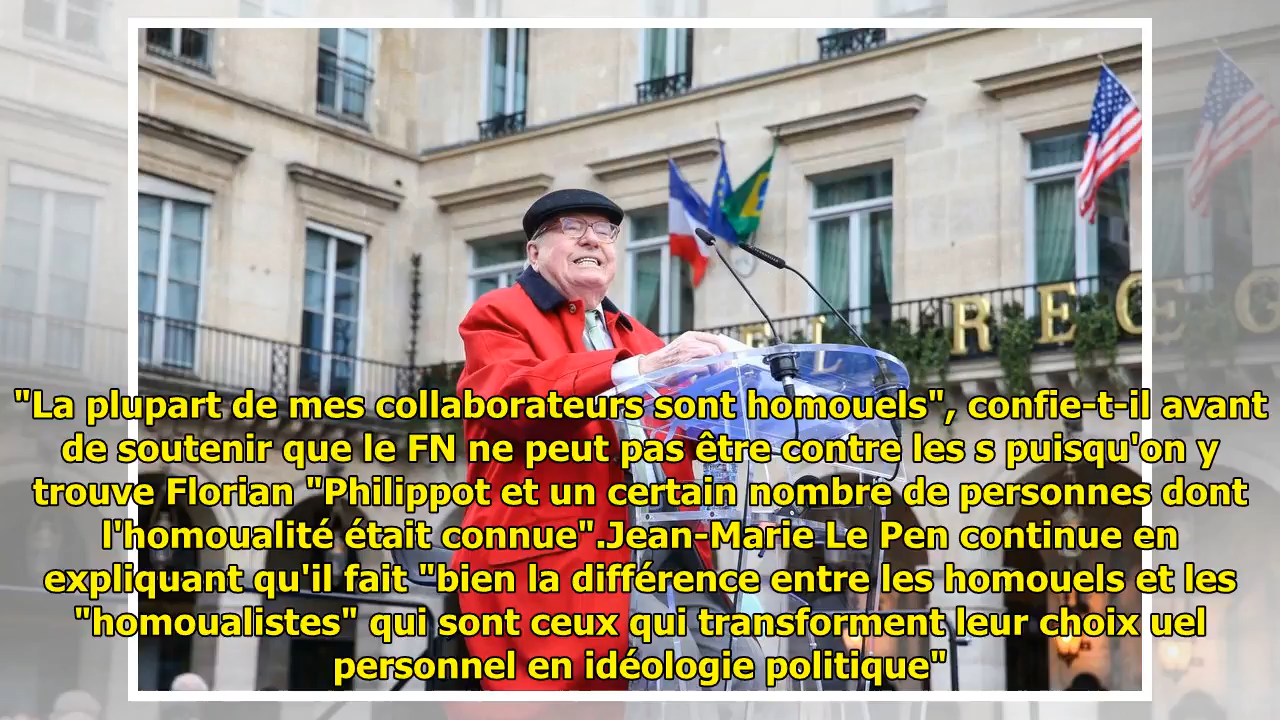 EL REGG
"La plupart de mes collaborateurs sont homouels", confie-t-il avant
de soutenir que le FN ne peut pas être contre les s puisqu'on y
trouve Florian "Philippot et un certain nombre de personnes dont
l'homoualité était connue".Jean-Marie Le Pen continue en
expliquant qu'il fait "bien la différence entre les homouels et les
"homoualistes" qui sont ceux qui transforment leur choix uel
personnel en idéologie politique"